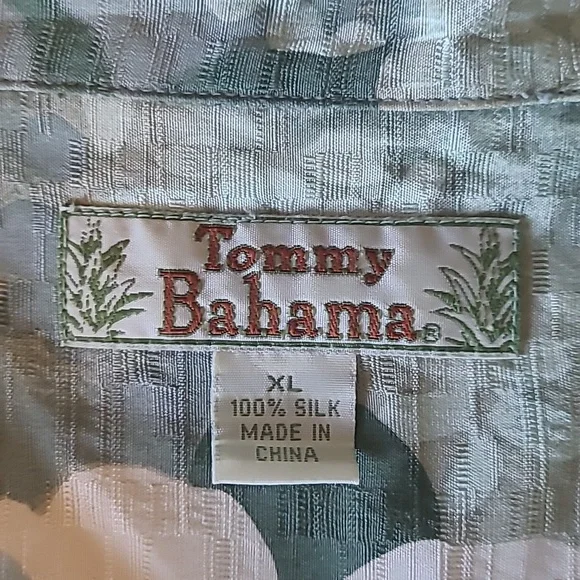 Tommy
Bahama®
XL
100% SILK
MADE IN
CHINA